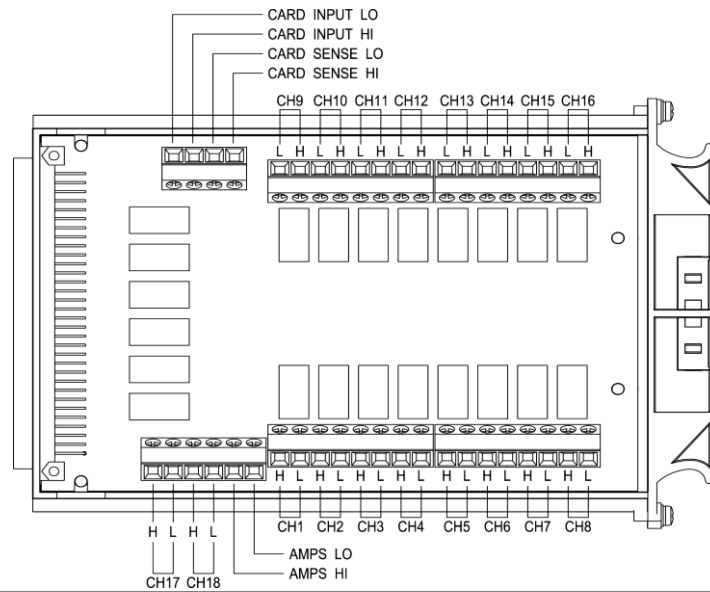 CARD INPUT LO
CARD INPUT HI
CARD SENSE LO
CARD SENSE HI
CH9 CH10 CH11 CH12 CH13 CH14 CH15 CH16
L H L H L H L H L H L H L H L H
H L H L H L H L H L H L H L H L
CH1 CH2 CH3 CH4 CH5 CH6 CH7 CH8
H L H L
AMPS LO
AMPS HI
CH17 CH18